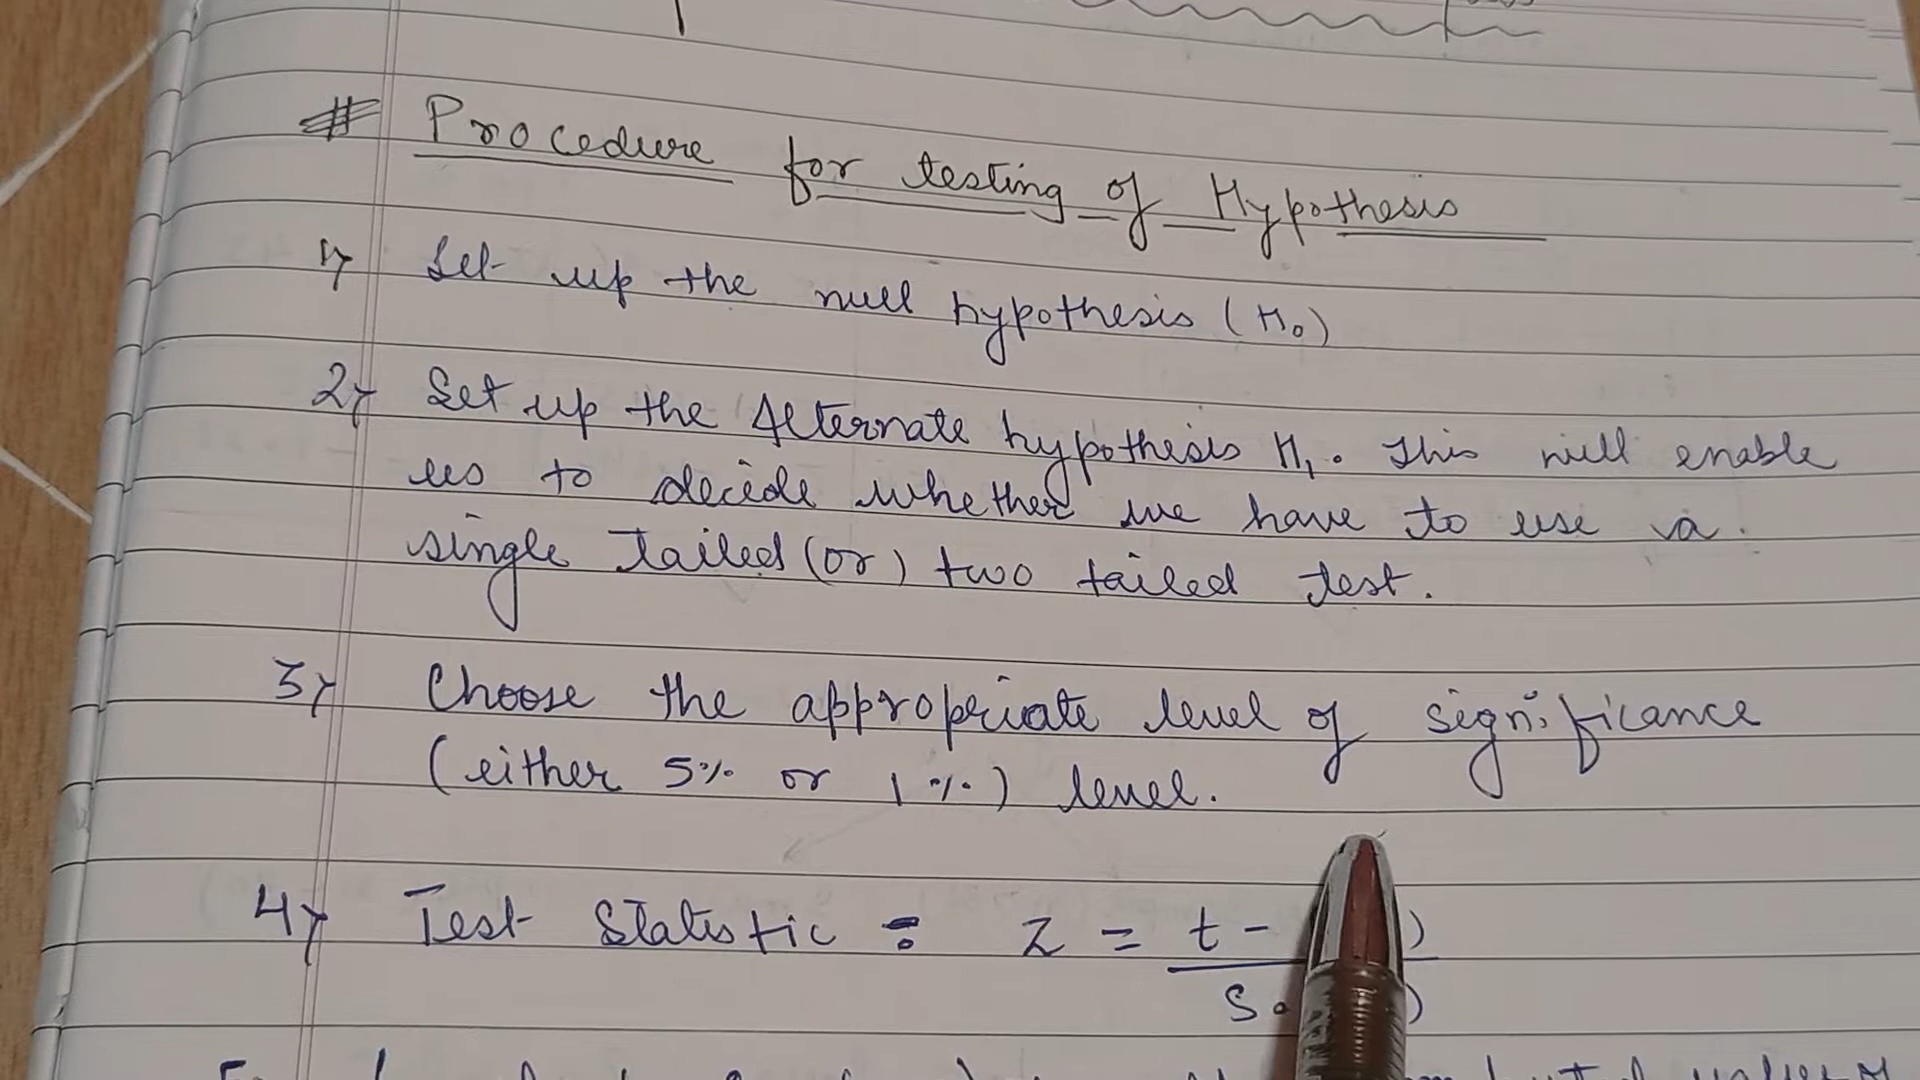 # Procedure for testing of Hypothesis
1) Set up the null hypothesis (H₀)
2) Set up the Alternate hypothesis H₁. This will enable
us to decide whether we have to use a
single tailed (or) two tailed test.
3) Choose the appropriate level of significance
(either 5% or 1%) level.
4) Test Statistic : Z = t - )
S. )